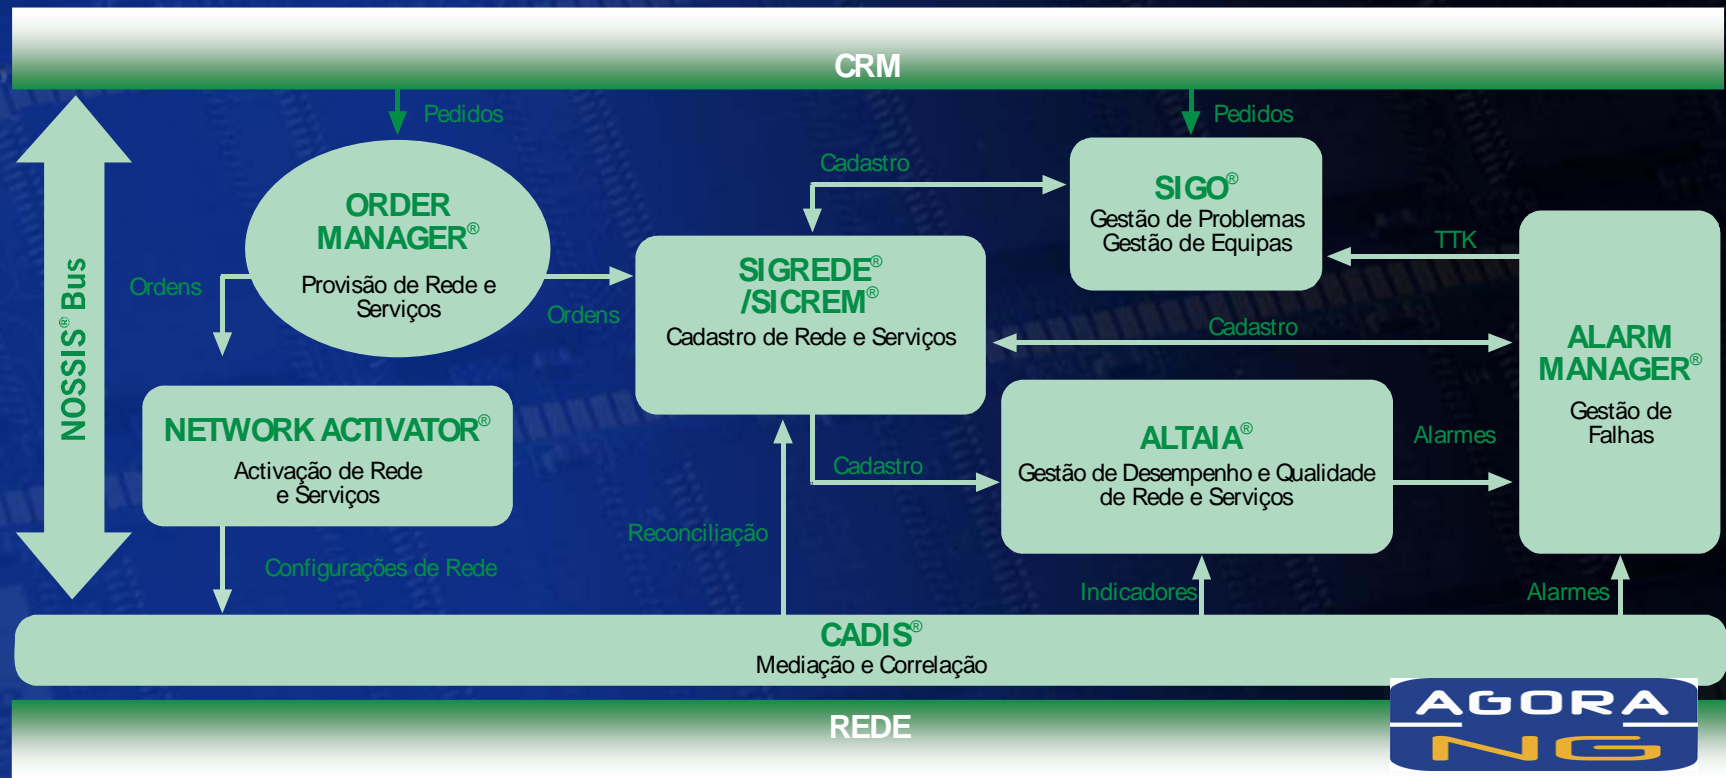 CRM
Pedidos
Pedidos
NOSSIS® Bus
ORDER
MANAGER®
Provisão de Rede e
Serviços
Ordens
Ordens
Cadastro
SIGO®
Gestão de Problemas
Gestão de Equipas
TTK
SIGREDE®
/SICREM®
Cadastro de Rede e Serviços
Cadastro
ALARM
MANAGER®
Gestão de
Falhas
NETWORK ACTIVATOR®
Activação de Rede
e Serviços
Cadastro
ALTAIA®
Gestão de Desempenho e Qualidade
de Rede e Serviços
Alarmes
Reconciliação
Configurações de Rede
Indicadores
Alarmes
CADIS®
Mediação e Correlação
REDE
AGORA
NG